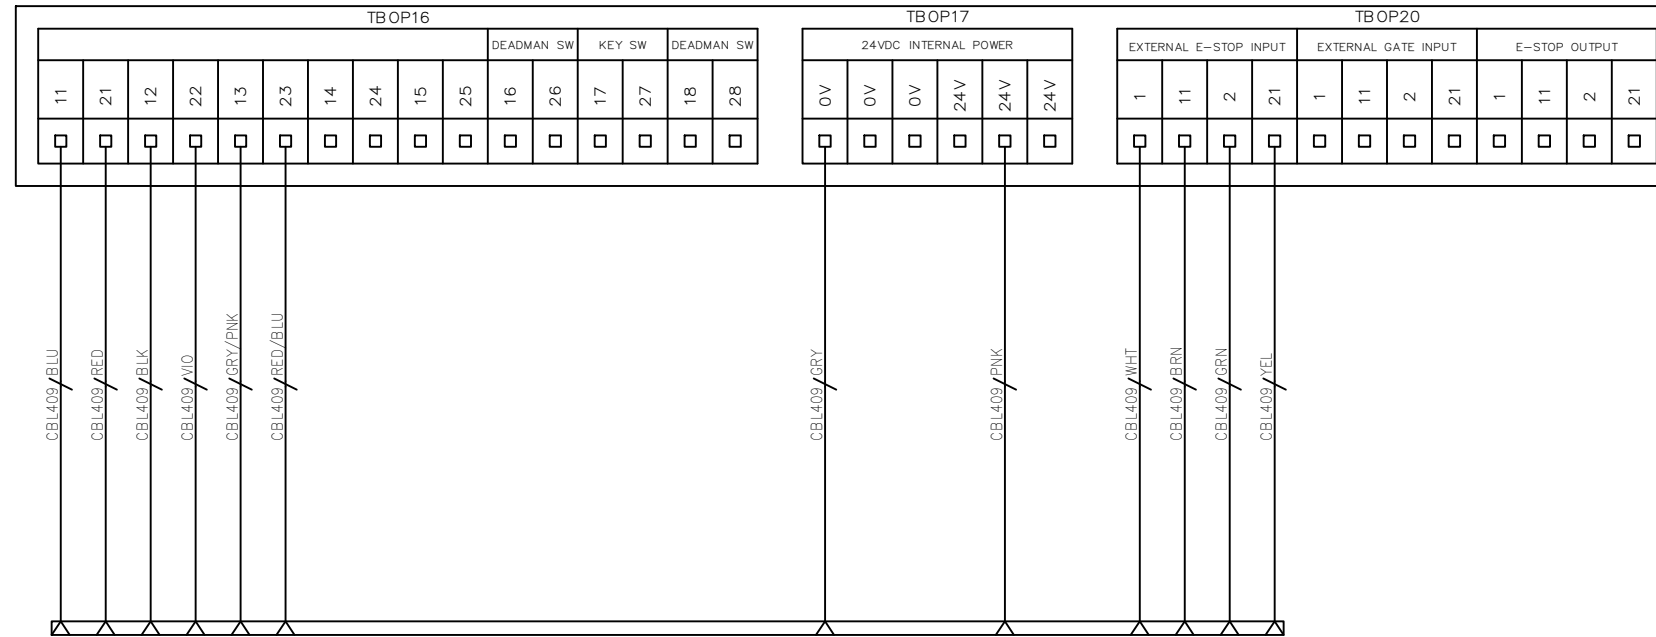 TBOP16 TBOP17 TBOP20
DEADMAN SW KEY SW DEADMAN SW 24VDC INTERNAL POWER EXTERNAL E-STOP INPUT EXTERNAL GATE INPUT E-STOP OUTPUT
11 21 12 22 13 23 14 24 15 25 16 26 17 27 18 28 0V 0V 0V 24V 24V 24V 1 11 2 21 1 11 2 21 1 11 2 21
CBL409/BLU
CBL409/RED
CBL409/BLK
CBL409/VIO
CBL409/GRY/PNK
CBL409/RED/BLU
CBL409/GRY
CBL409/PNK
CBL409/WHT
CBL409/BRN
CBL409/GRN
CBL409/YEL